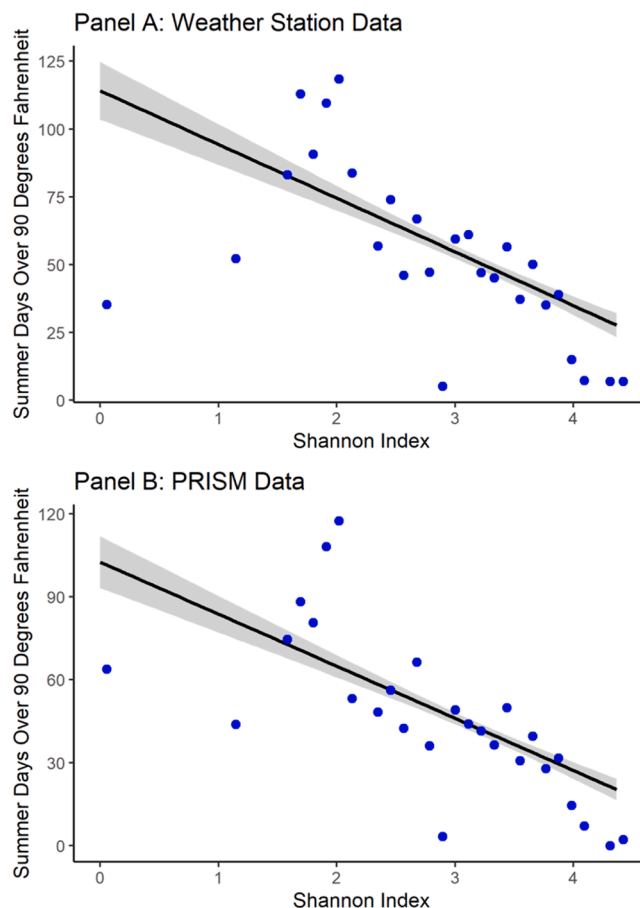 Panel A: Weather Station Data
Summer Days Over 90 Degrees Fahrenheit
125
100
75
50
25
0
0 1 2 3 4
Shannon Index
Panel B: PRISM Data
Summer Days Over 90 Degrees Fahrenheit
120
90
60
30
0
0 1 2 3 4
Shannon Index